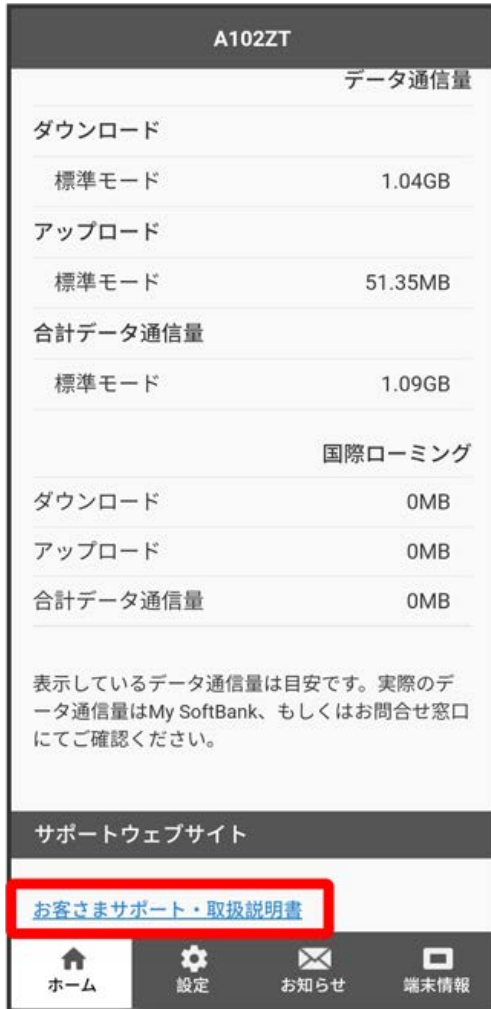 A102ZT
データ通信量
ダウンロード
標準モード 1.04GB
アップロード
標準モード 51.35MB
合計データ通信量
標準モード 1.09GB
国際ローミング
ダウンロード 0MB
アップロード 0MB
合計データ通信量 0MB
表示しているデータ通信量は目安です。実際のデ
ータ通信量はMy SoftBank、もしくはお問合せ窓口
にてご確認ください。
サポートウェブサイト
お客さまサポート・取扱説明書
ホーム 設定 お知らせ 端末情報